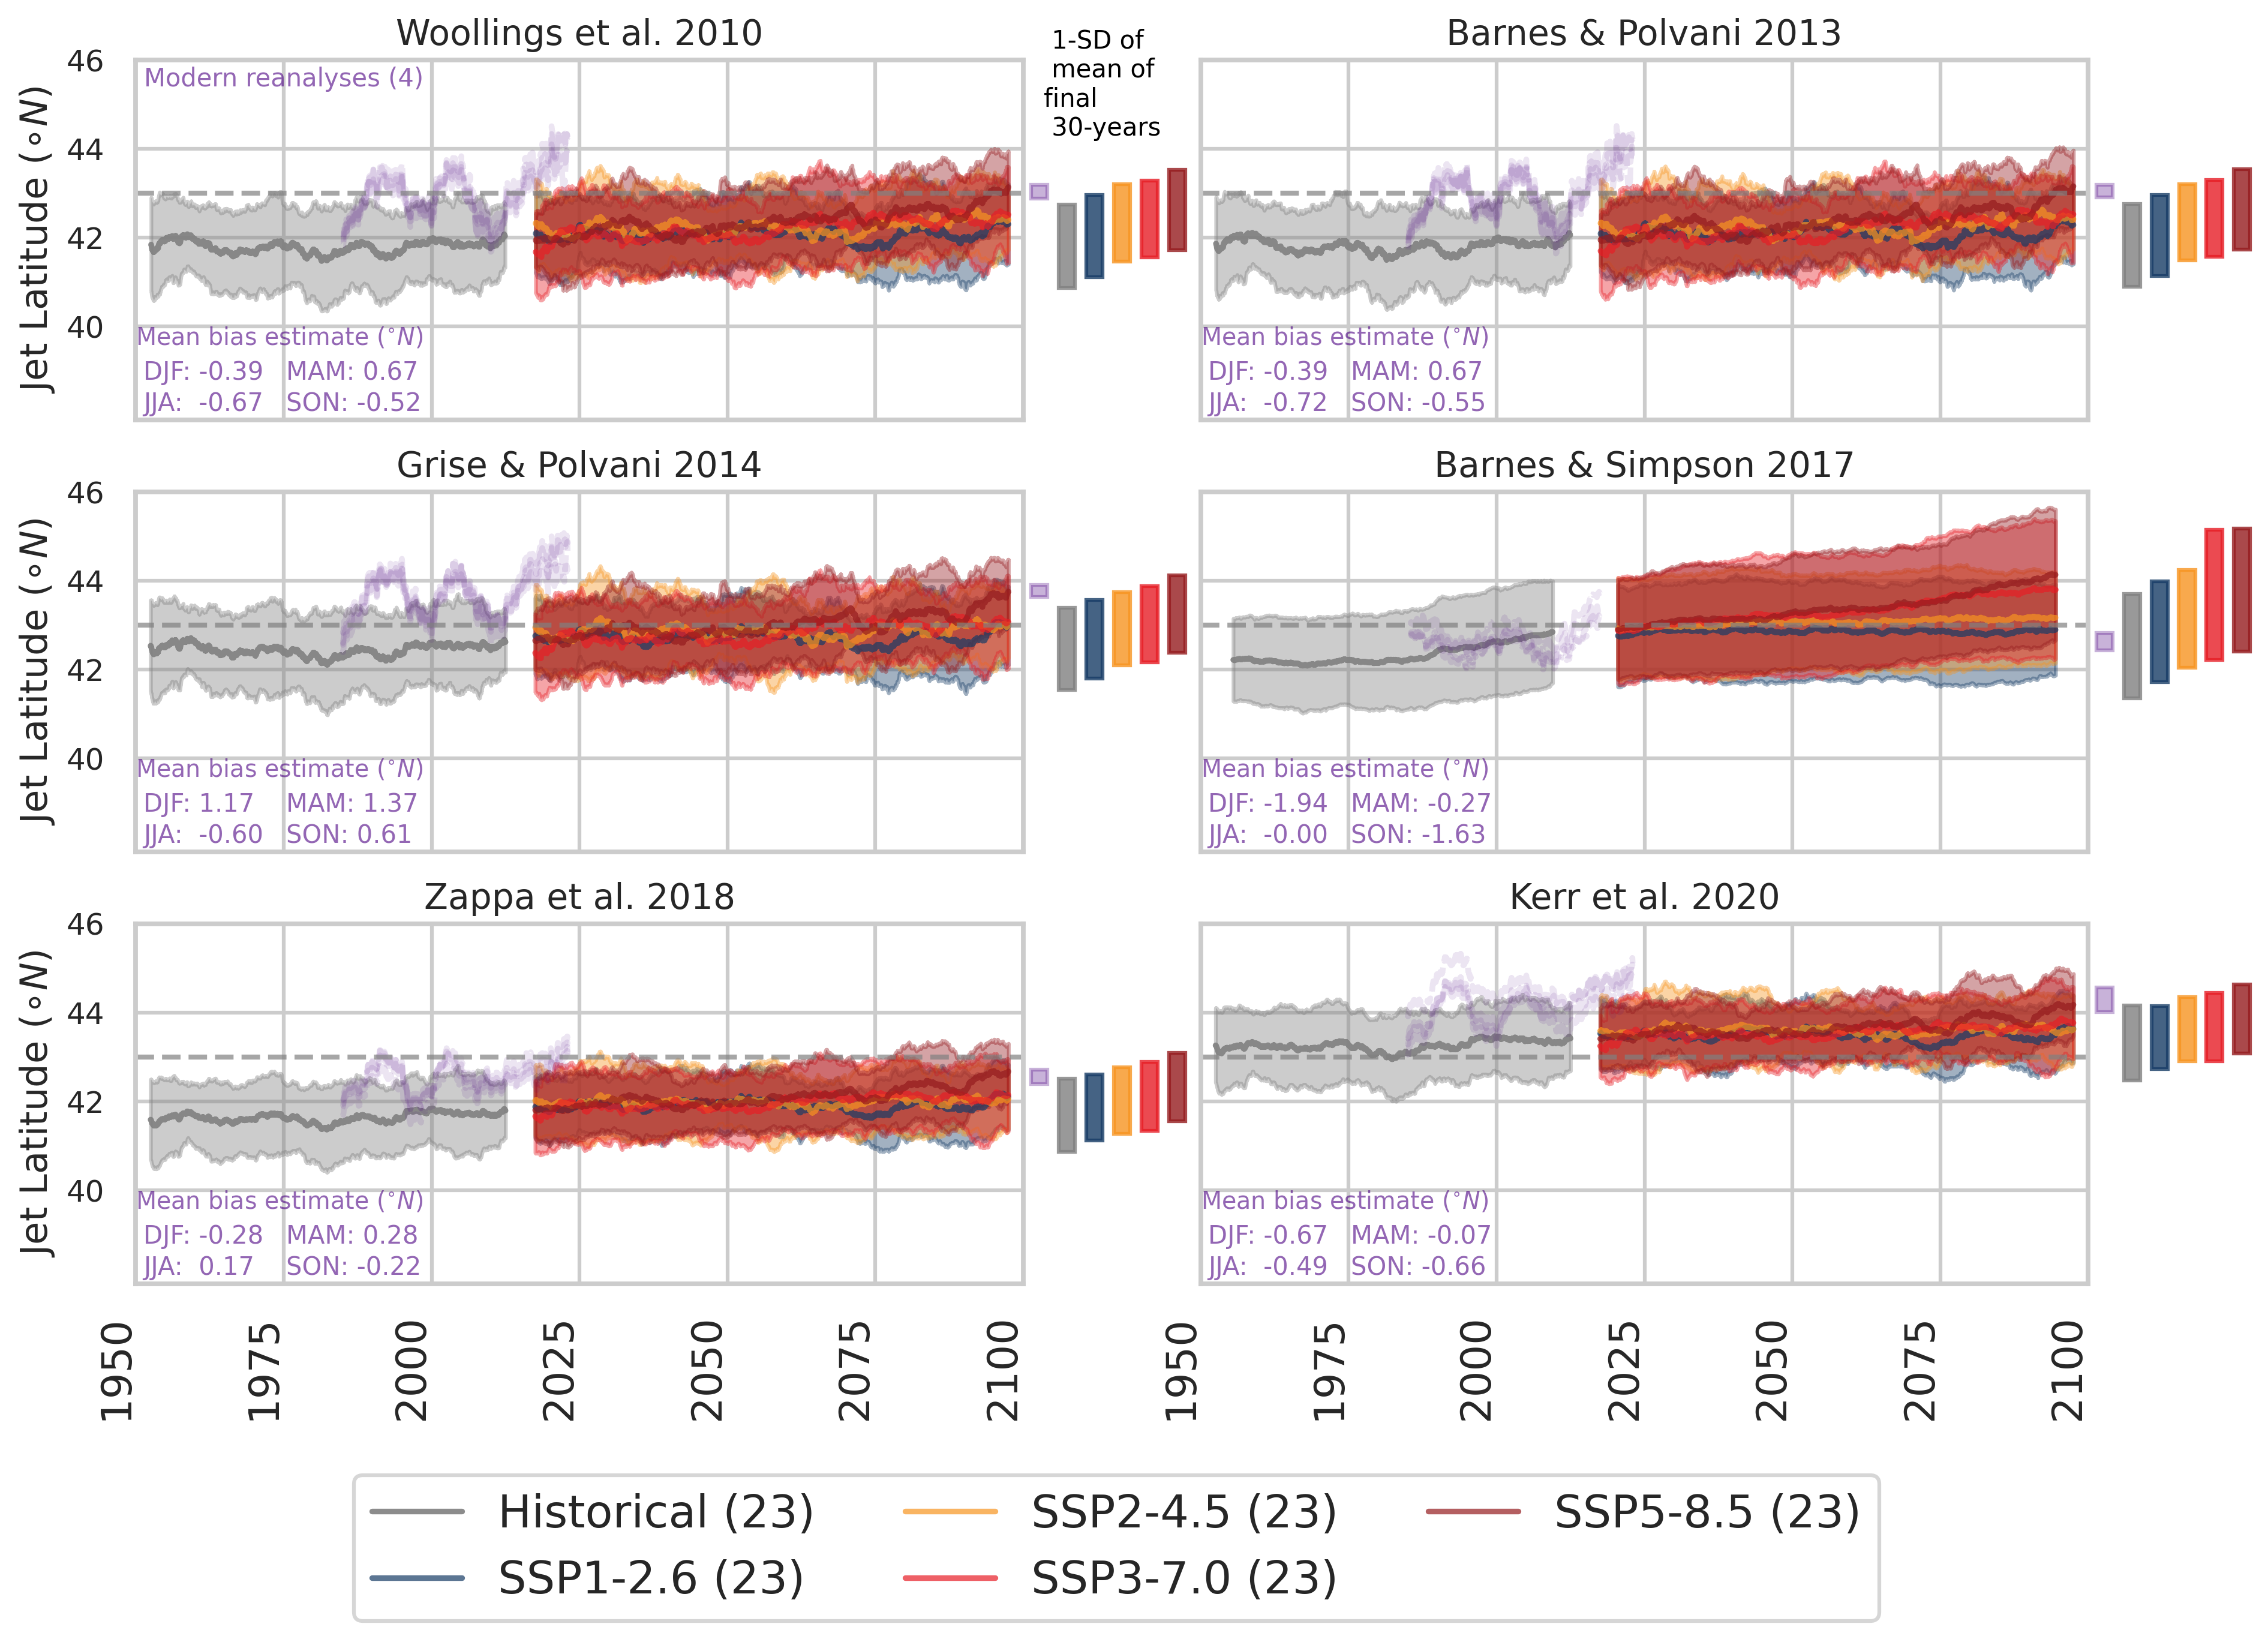 Woollings et al. 2010
46
44
42
40
Jet Latitude (∘N)
Modern reanalyses (4)
Mean bias estimate (°N)
DJF: -0.39 MAM: 0.67
JJA: -0.67 SON: -0.52
1-SD of
mean of
final
30-years
Barnes & Polvani 2013
Mean bias estimate (°N)
DJF: -0.39 MAM: 0.67
JJA: -0.72 SON: -0.55
Grise & Polvani 2014
46
44
42
40
Jet Latitude (∘N)
Mean bias estimate (°N)
DJF: 1.17 MAM: 1.37
JJA: -0.60 SON: 0.61
Barnes & Simpson 2017
Mean bias estimate (°N)
DJF: -1.94 MAM: -0.27
JJA: -0.00 SON: -1.63
Zappa et al. 2018
46
44
42
40
Jet Latitude (∘N)
Mean bias estimate (°N)
DJF: -0.28 MAM: 0.28
JJA: 0.17 SON: -0.22
1950 1975 2000 2025 2050 2075 2100
Kerr et al. 2020
Mean bias estimate (°N)
DJF: -0.67 MAM: -0.07
JJA: -0.49 SON: -0.66
1950 1975 2000 2025 2050 2075 2100
Historical (23) SSP2-4.5 (23) SSP5-8.5 (23)
SSP1-2.6 (23) SSP3-7.0 (23)